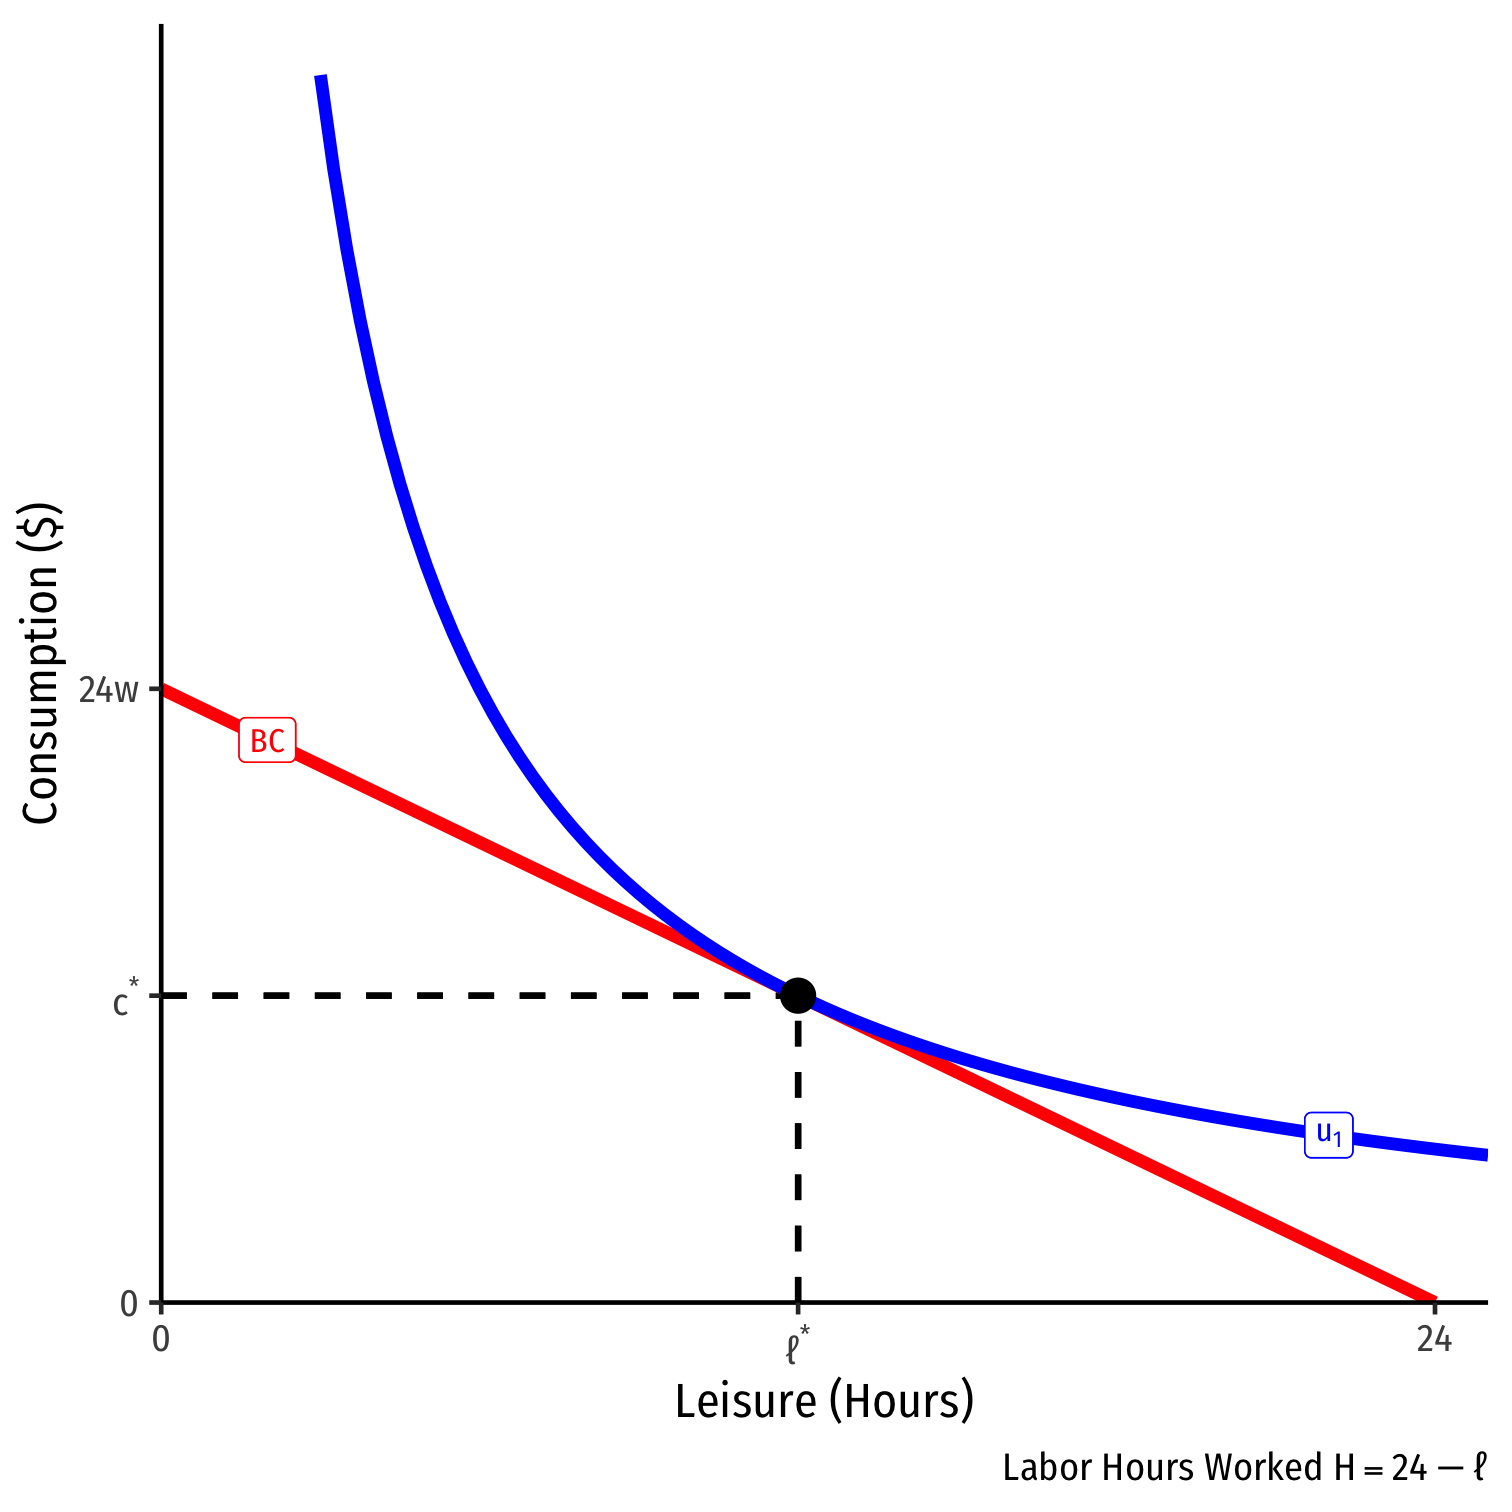 Consumption ($)
24w
BC
c*
u₁
0
0
ℓ*
24
Leisure (Hours)
Labor Hours Worked H = 24 − ℓ